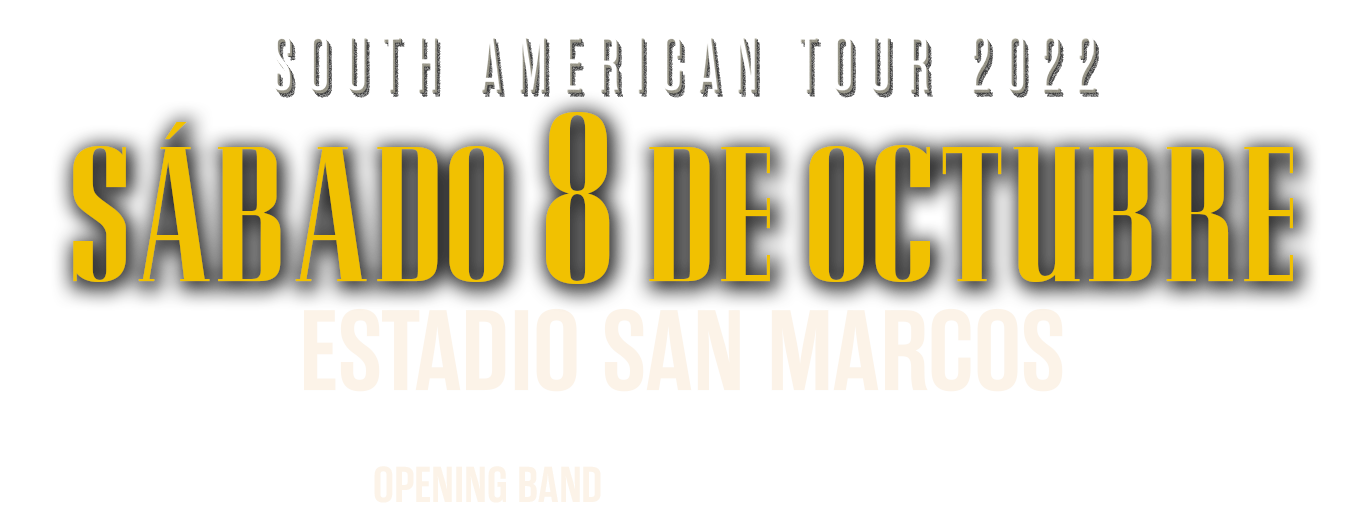 SOUTH AMERICAN TOUR 2022
SÁBADO 8 DE OCTUBRE
ESTADIO SAN MARCOS
OPENING BAND